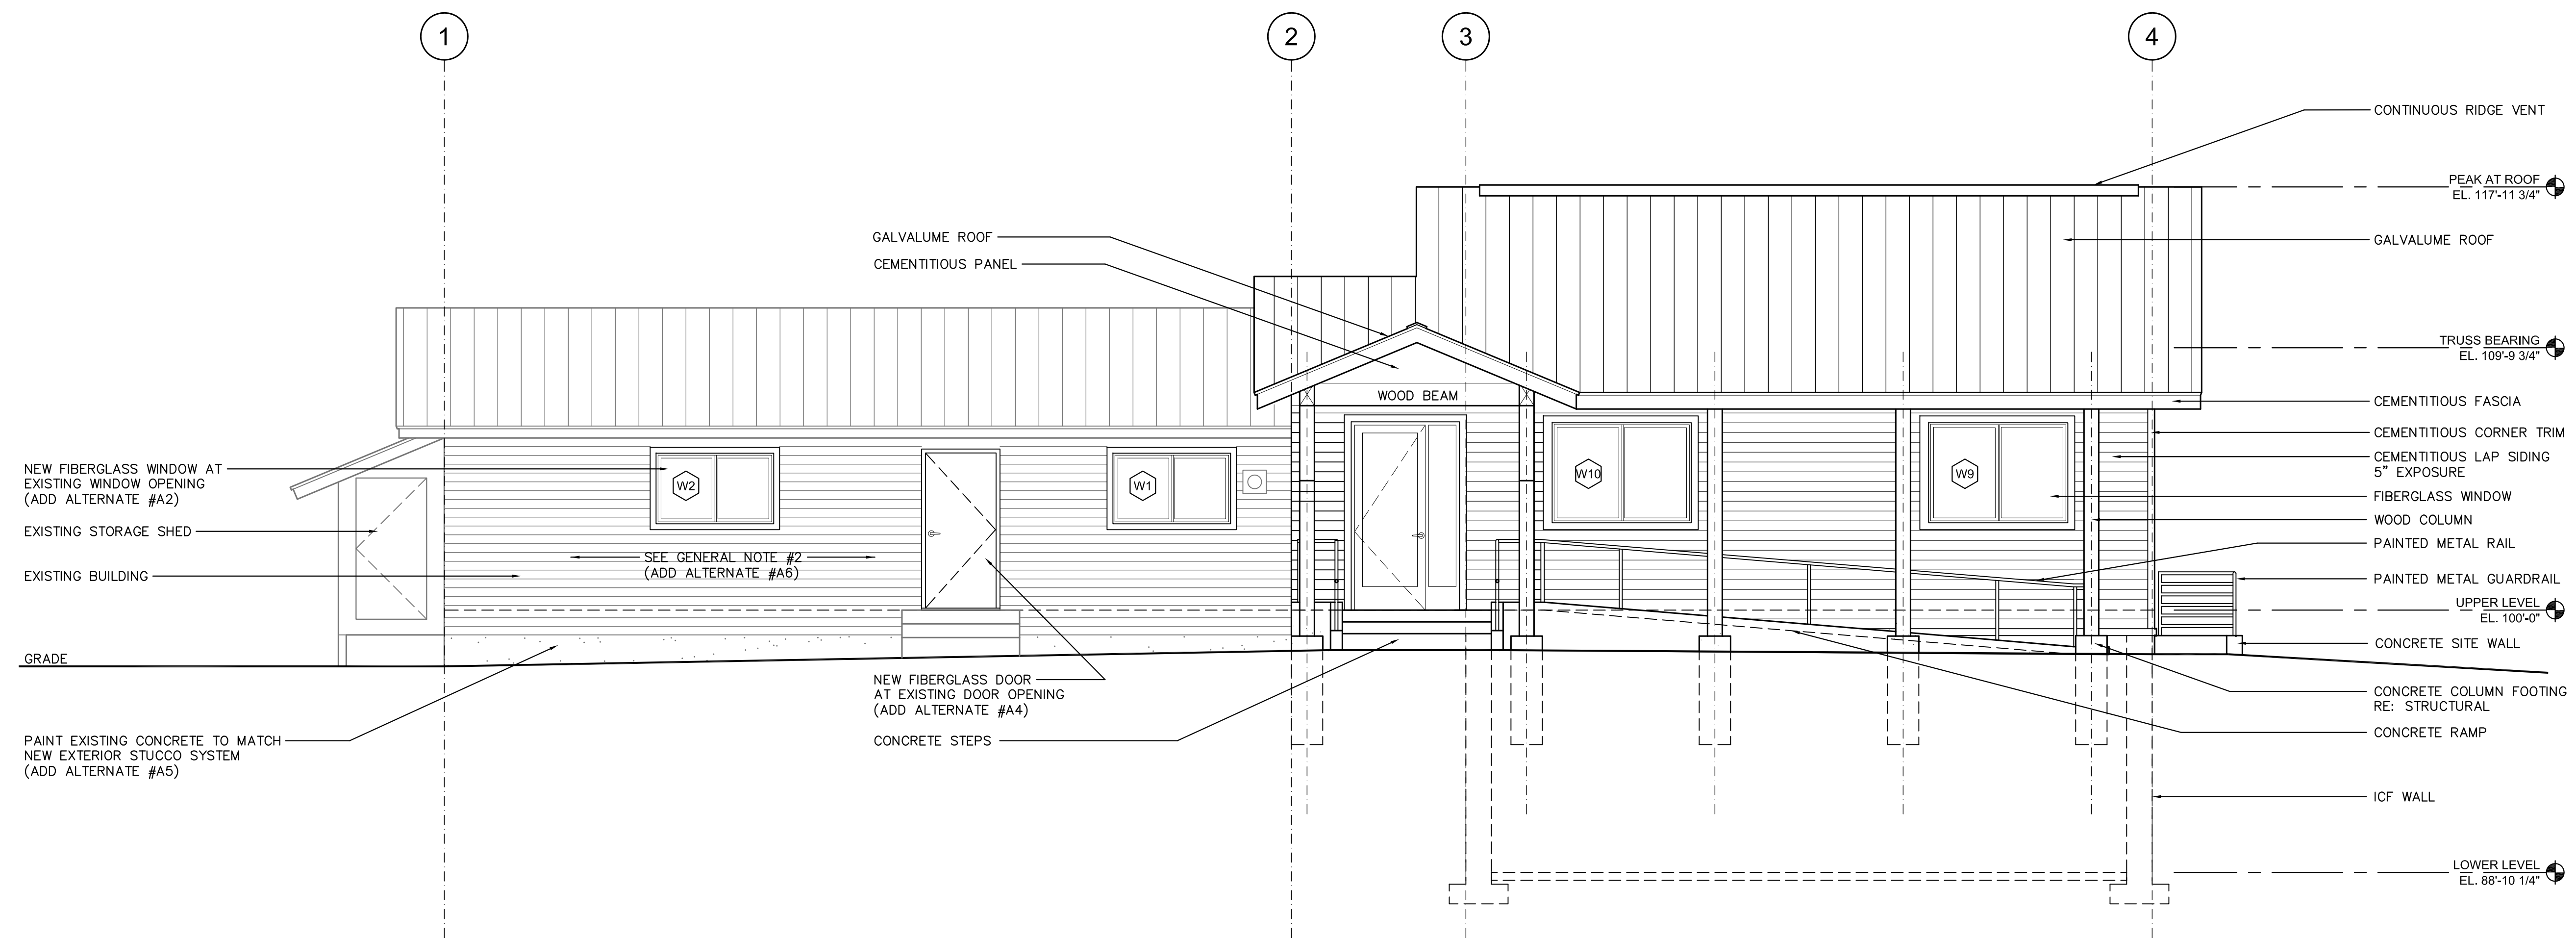 1
2
3
4
CONTINUOUS RIDGE VENT
PEAK AT ROOF
EL. 117'-11 3/4"
GALVALUME ROOF
GALVALUME ROOF
CEMENTITIOUS PANEL
TRUSS BEARING
EL. 109'-9 3/4"
WOOD BEAM
CEMENTITIOUS FASCIA
CEMENTITIOUS CORNER TRIM
CEMENTITIOUS LAP SIDING
5” EXPOSURE
NEW FIBERGLASS WINDOW AT
EXISTING WINDOW OPENING
(ADD ALTERNATE #A2)
W2
W1
W10
W9
FIBERGLASS WINDOW
WOOD COLUMN
EXISTING STORAGE SHED
PAINTED METAL RAIL
SEE GENERAL NOTE #2
(ADD ALTERNATE #A6)
EXISTING BUILDING
PAINTED METAL GUARDRAIL
UPPER LEVEL
EL. 100'-0"
CONCRETE SITE WALL
GRADE
NEW FIBERGLASS DOOR
AT EXISTING DOOR OPENING
(ADD ALTERNATE #A4)
CONCRETE COLUMN FOOTING
RE: STRUCTURAL
CONCRETE RAMP
PAINT EXISTING CONCRETE TO MATCH
NEW EXTERIOR STUCCO SYSTEM
(ADD ALTERNATE #A5)
CONCRETE STEPS
ICF WALL
LOWER LEVEL
EL. 88'-10 1/4"